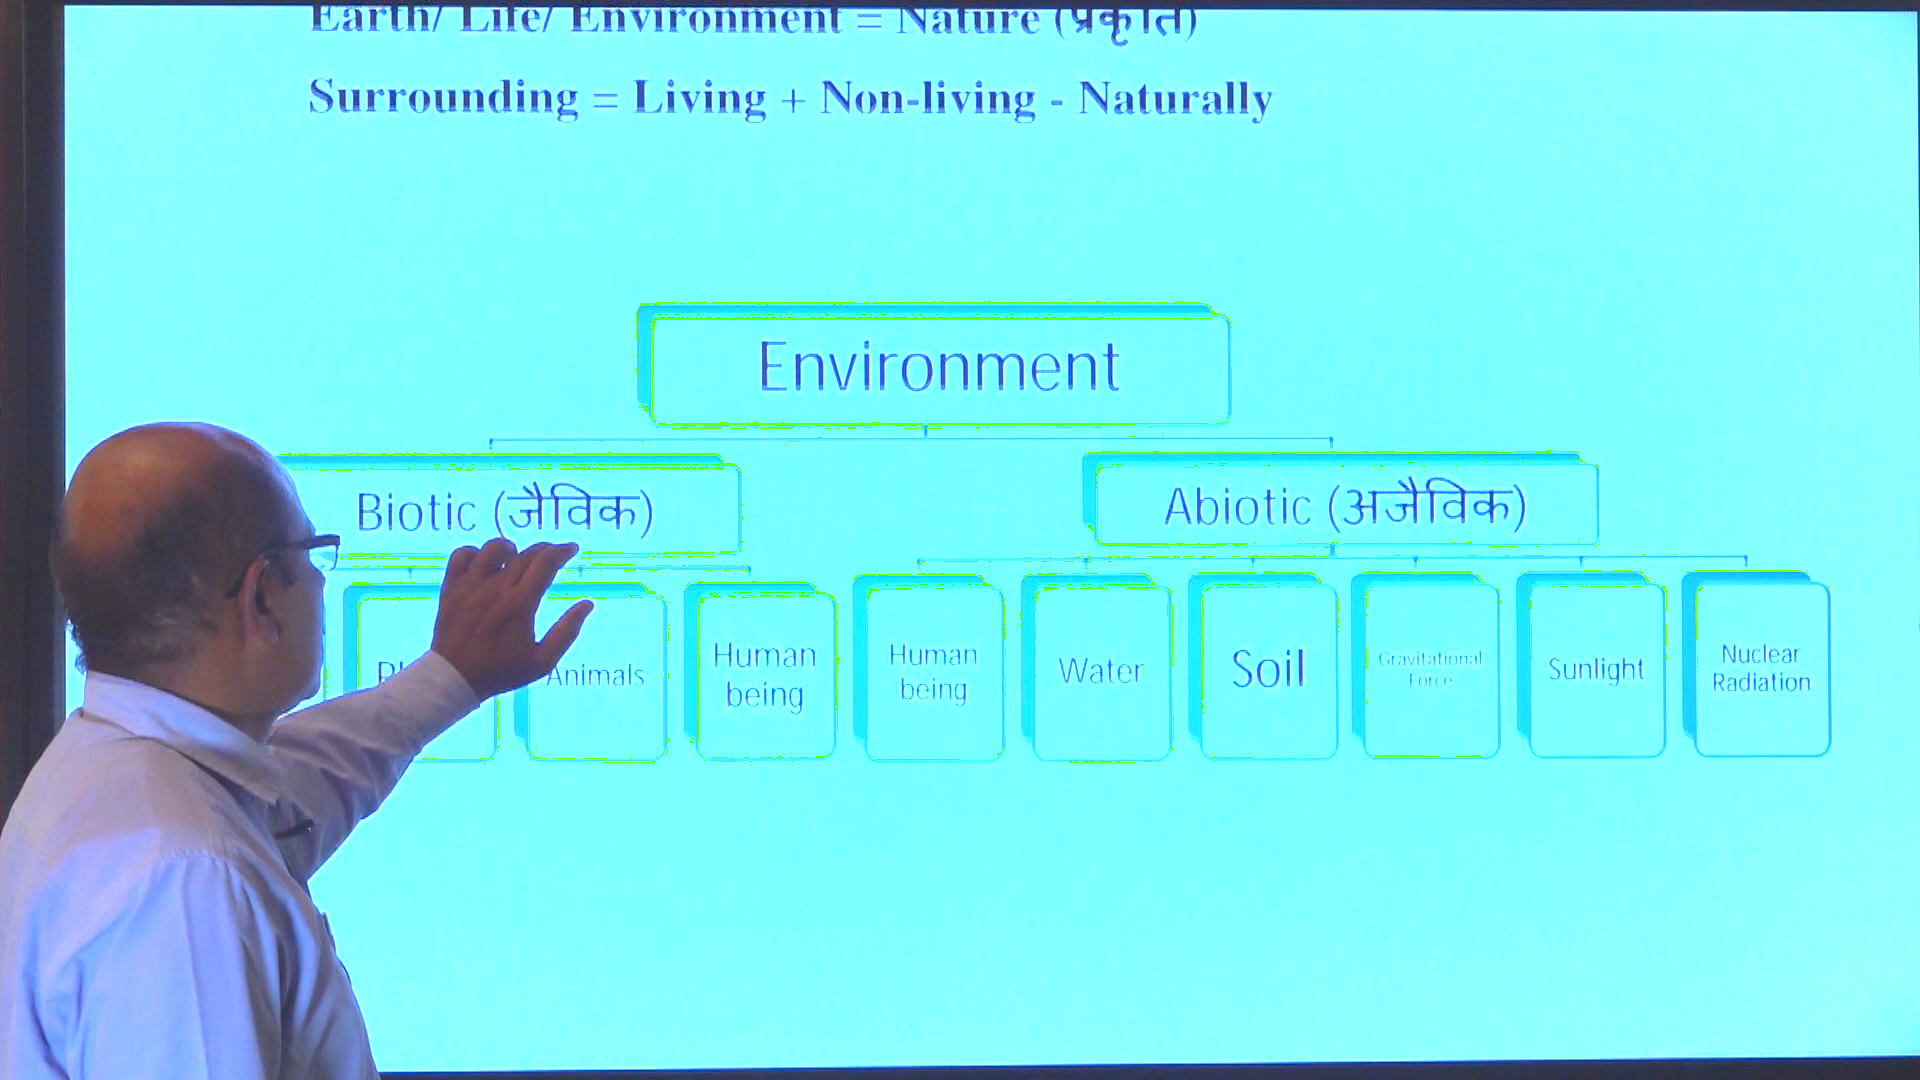 Earth/ Life/ Environment = Nature (प्रकृति)
Surrounding = Living + Non-living - Naturally
Environment
Biotic (जैविक)
Abiotic (अजैविक)
Animals
Human
being
Human
being
Water
Soil
Gravitational
Force
Sunlight
Nuclear
Radiation